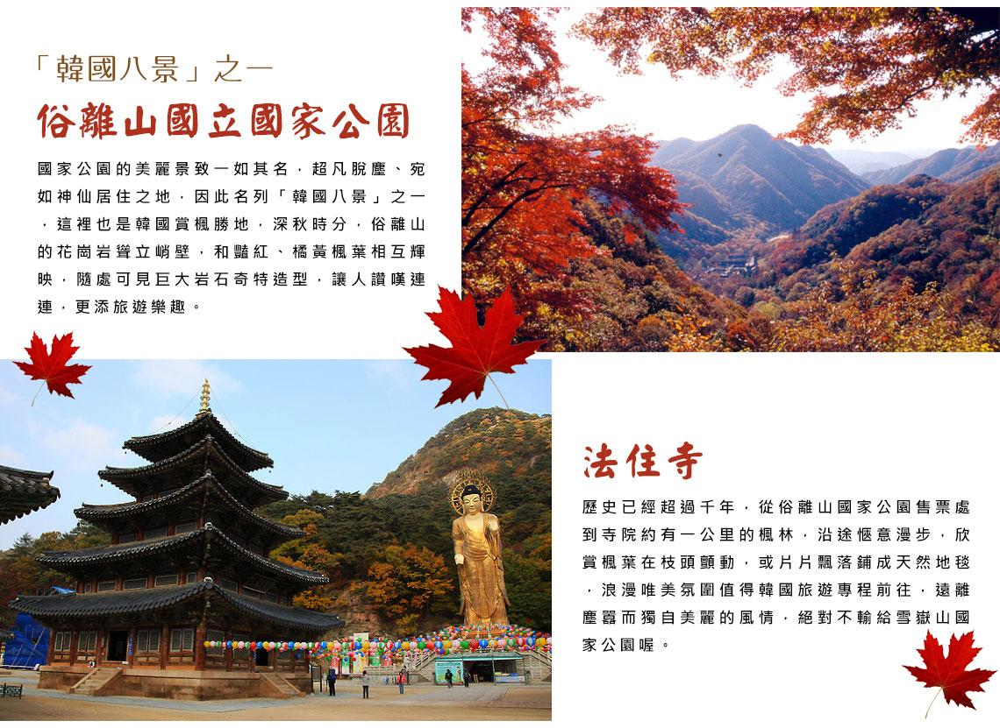 「韓國八景」之一
俗離山國立國家公園
國家公園的美麗景致一如其名，超凡脫塵、宛
如神仙居住之地，因此名列「韓國八景」之一
，這裡也是韓國賞楓勝地，深秋時分，俗離山
的花崗岩聳立峭壁，和豔紅、橘黃楓葉相互輝
映，隨處可見巨大岩石奇特造型，讓人讚嘆連
連，更添旅遊樂趣。
法住寺
歷史已經超過千年，從俗離山國家公園售票處
到寺院約有一公里的楓林，沿途愜意漫步，欣
賞楓葉在枝頭顫動，或片片飄落鋪成天然地毯
，浪漫唯美氛圍值得韓國旅遊專程前往，遠離
塵囂而獨自美麗的風情，絕對不輸給雪嶽山國
家公園喔。